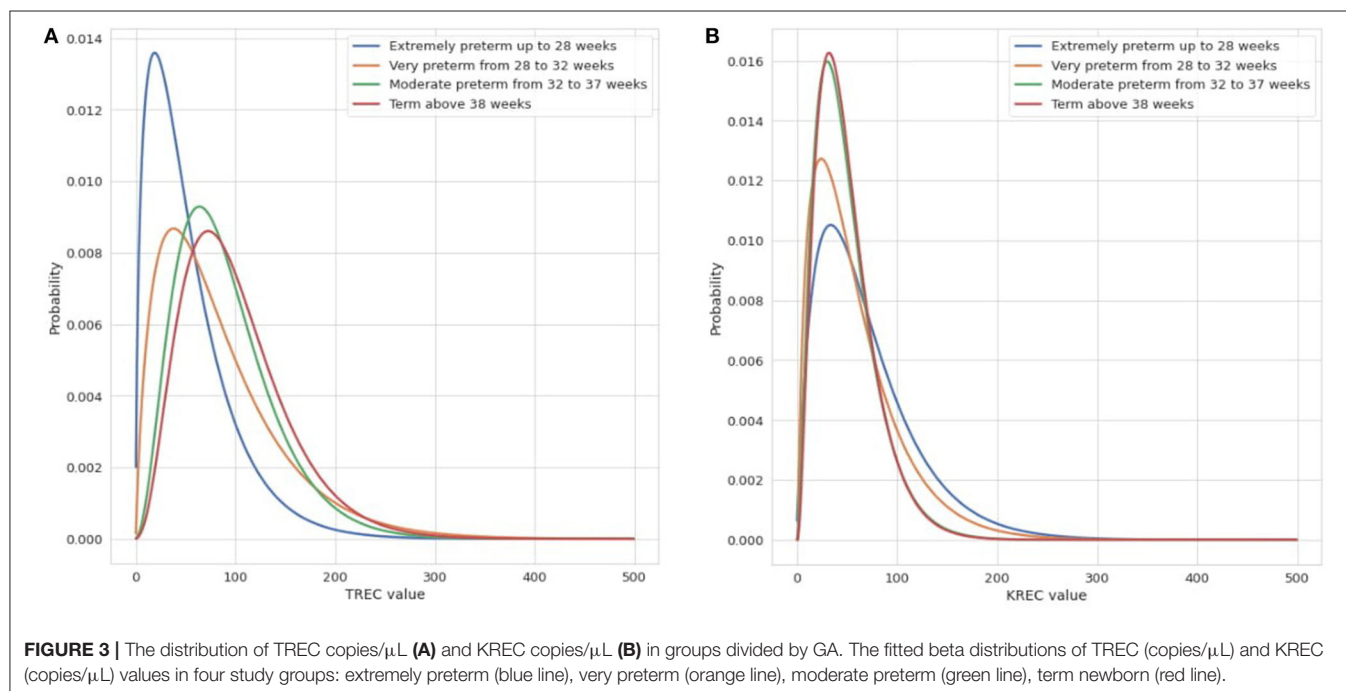 A
Extremely preterm up to 28 weeks
Very preterm from 28 to 32 weeks
Moderate preterm from 32 to 37 weeks
Term above 38 weeks
0.014
0.012
0.010
0.008
0.006
0.004
0.002
0.000
Probability
0 100 200 300 400 500
TREC value
B
Extremely preterm up to 28 weeks
Very preterm from 28 to 32 weeks
Moderate preterm from 32 to 37 weeks
Term above 38 weeks
0.016
0.014
0.012
0.010
0.008
0.006
0.004
0.002
0.000
Probability
0 100 200 300 400 500
KREC value
FIGURE 3 | The distribution of TREC copies/μL (A) and KREC copies/μL (B) in groups divided by GA. The fitted beta distributions of TREC (copies/μL) and KREC
(copies/μL) values in four study groups: extremely preterm (blue line), very preterm (orange line), moderate preterm (green line), term newborn (red line).